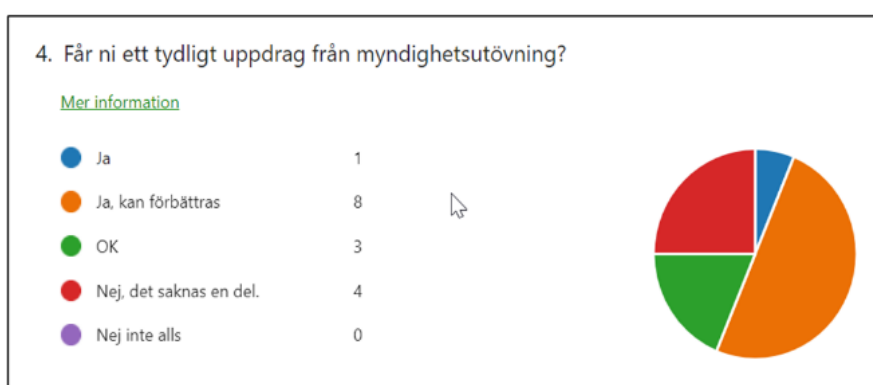 4. Får ni ett tydligt uppdrag från myndighetsutövning?
Mer information
Ja 1
Ja, kan förbättras 8
OK 3
Nej, det saknas en del. 4
Nej inte alls 0